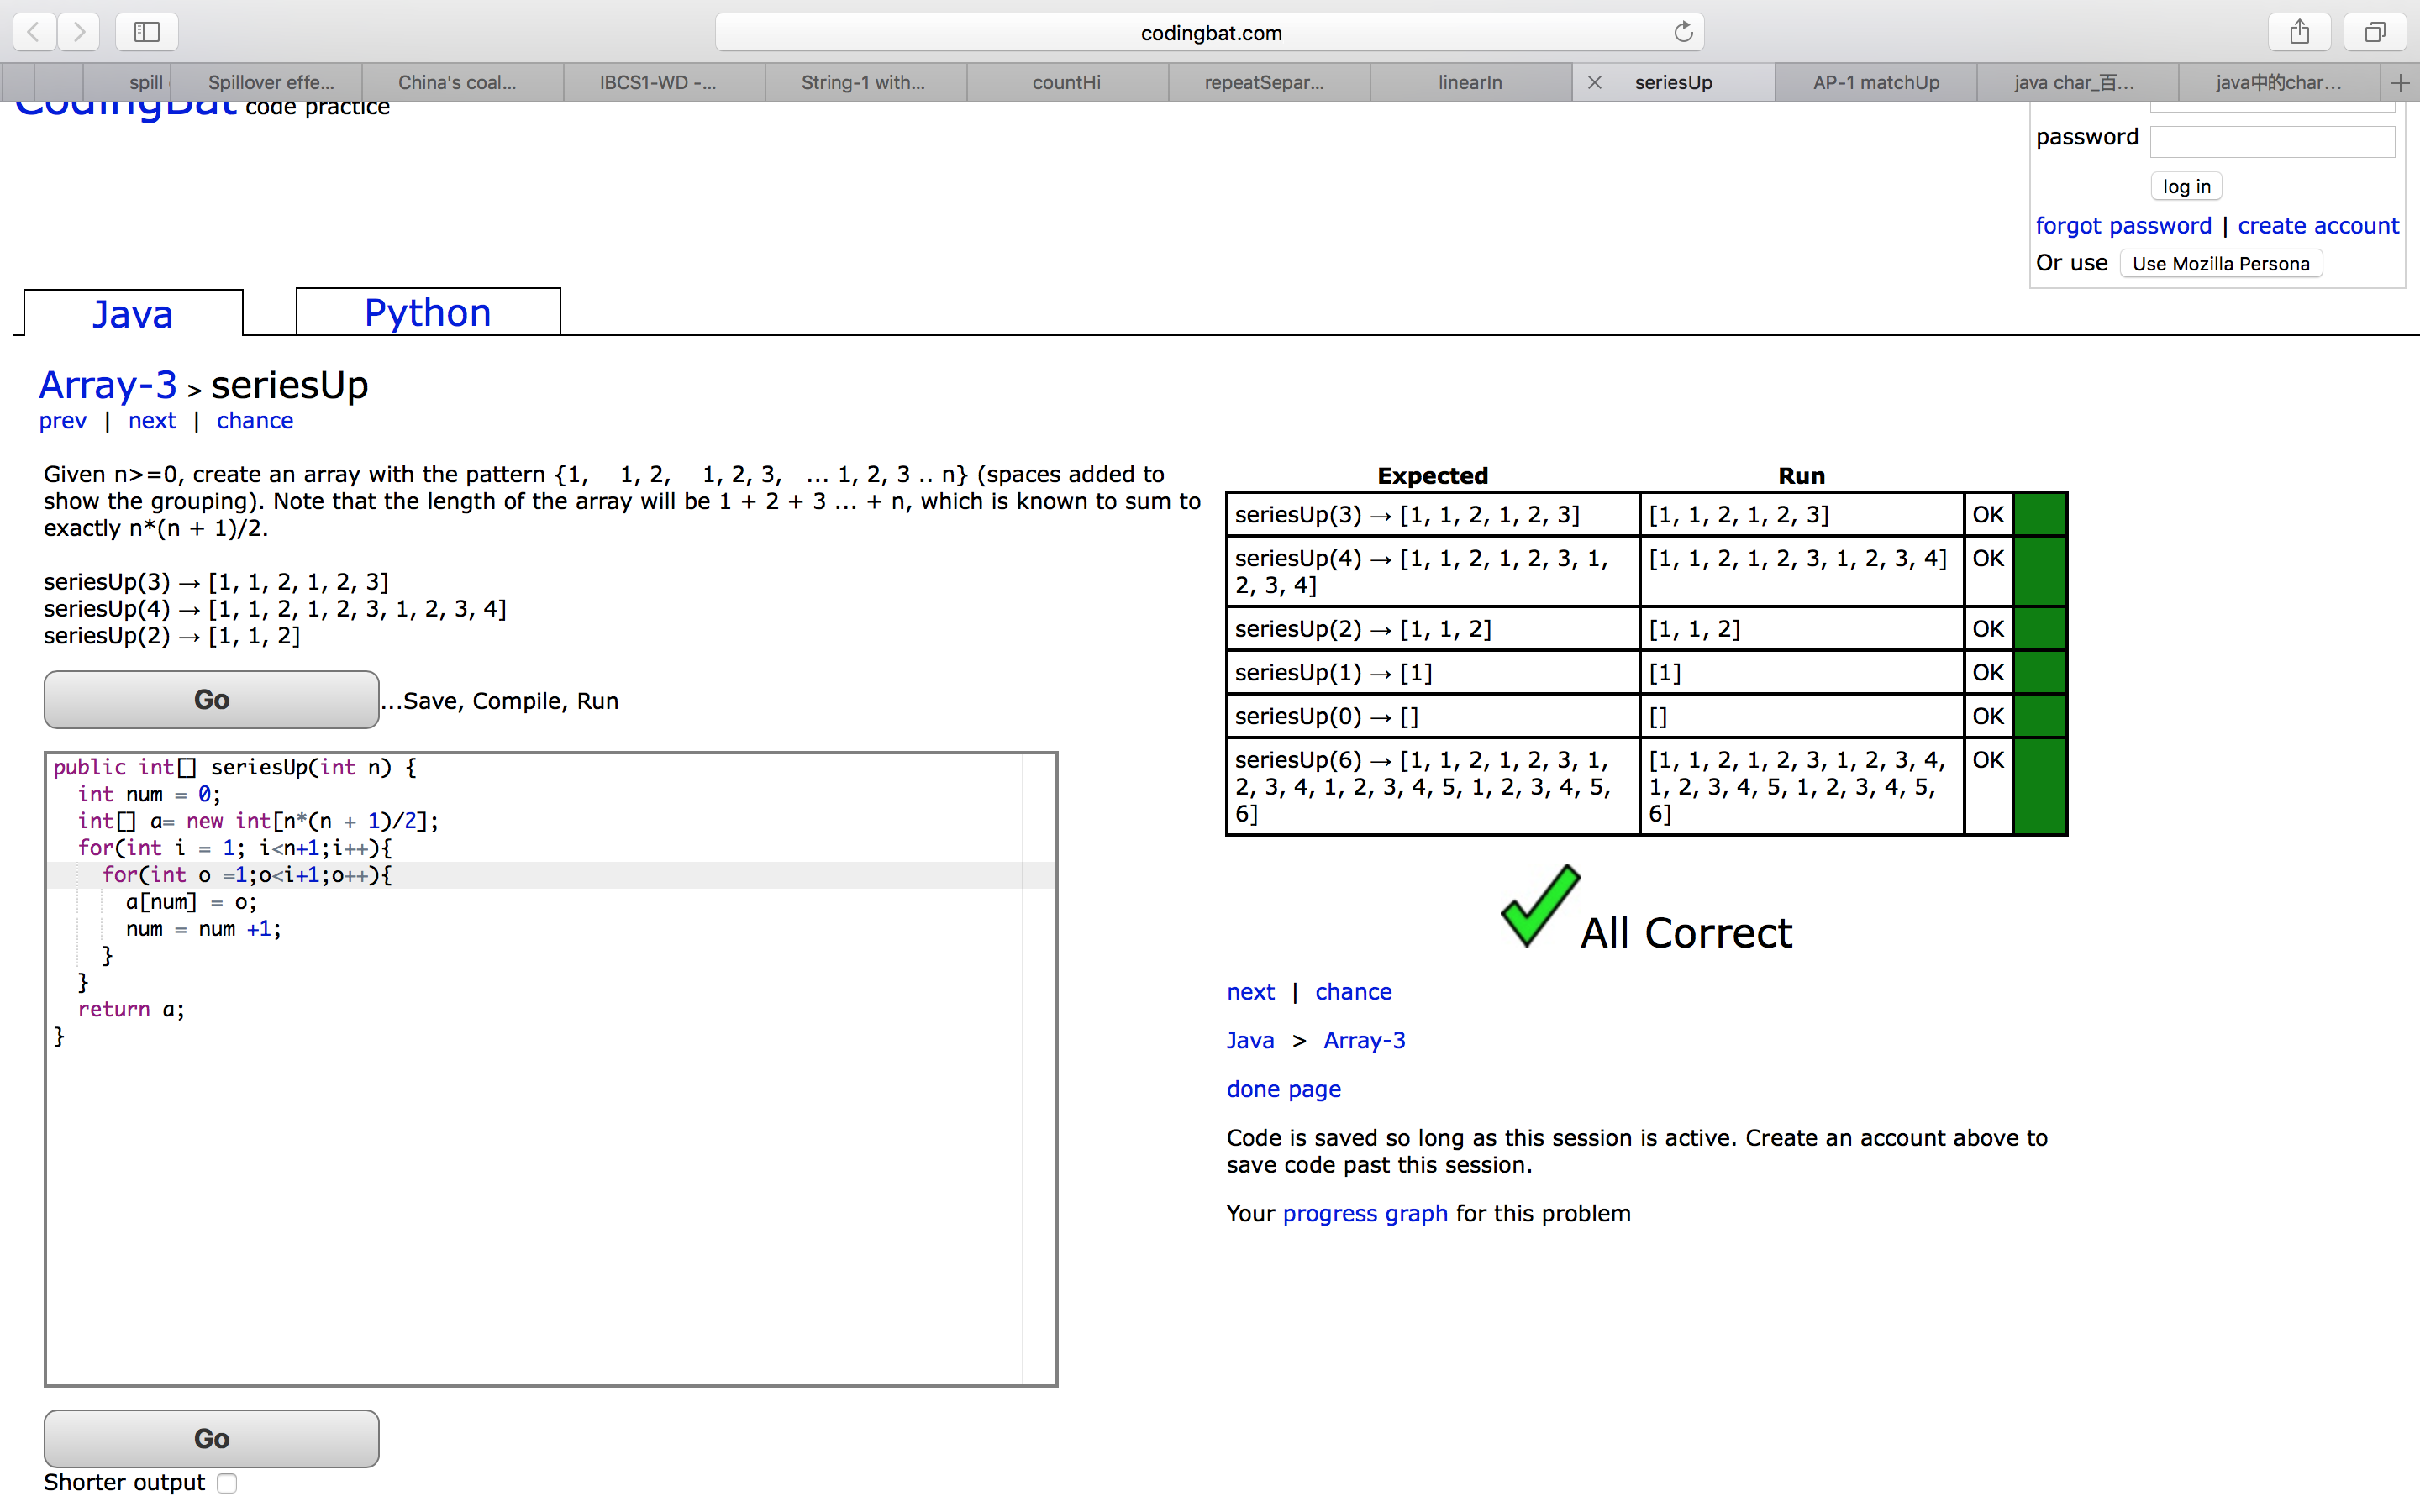 codingbat.com
spill
Spillover effe...
China's coal...
IBCS1-WD -...
String-1 with...
countHi
repeatSepar...
linearIn
seriesUp
AP-1 matchUp
java char_百...
java中的char...
CodingBat code practice
password
log in
forgot password | create account
Or use Use Mozilla Persona
Java
Python
Array-3 > seriesUp
prev | next | chance
Given n>=0, create an array with the pattern {1,    1, 2,    1, 2, 3,   ... 1, 2, 3 .. n} (spaces added to
show the grouping). Note that the length of the array will be 1 + 2 + 3 ... + n, which is known to sum to
exactly n*(n + 1)/2.
seriesUp(3) → [1, 1, 2, 1, 2, 3]
seriesUp(4) → [1, 1, 2, 1, 2, 3, 1, 2, 3, 4]
seriesUp(2) → [1, 1, 2]
Go ...Save, Compile, Run
public int[] seriesUp(int n) {
  int num = 0;
  int[] a= new int[n*(n + 1)/2];
  for(int i = 1; i<n+1;i++){
    for(int o =1;o<i+1;o++){
      a[num] = o;
      num = num +1;
    }
  }
  return a;
}
Go
Shorter output
Expected Run
seriesUp(3) → [1, 1, 2, 1, 2, 3] [1, 1, 2, 1, 2, 3] OK
seriesUp(4) → [1, 1, 2, 1, 2, 3, 1, [1, 1, 2, 1, 2, 3, 1, 2, 3, 4] OK
2, 3, 4]
seriesUp(2) → [1, 1, 2] [1, 1, 2] OK
seriesUp(1) → [1] [1] OK
seriesUp(0) → [] [] OK
seriesUp(6) → [1, 1, 2, 1, 2, 3, 1, [1, 1, 2, 1, 2, 3, 1, 2, 3, 4, OK
2, 3, 4, 1, 2, 3, 4, 5, 1, 2, 3, 4, 5, 1, 2, 3, 4, 5, 1, 2, 3, 4, 5,
6] 6]
All Correct
next | chance
Java > Array-3
done page
Code is saved so long as this session is active. Create an account above to
save code past this session.
Your progress graph for this problem